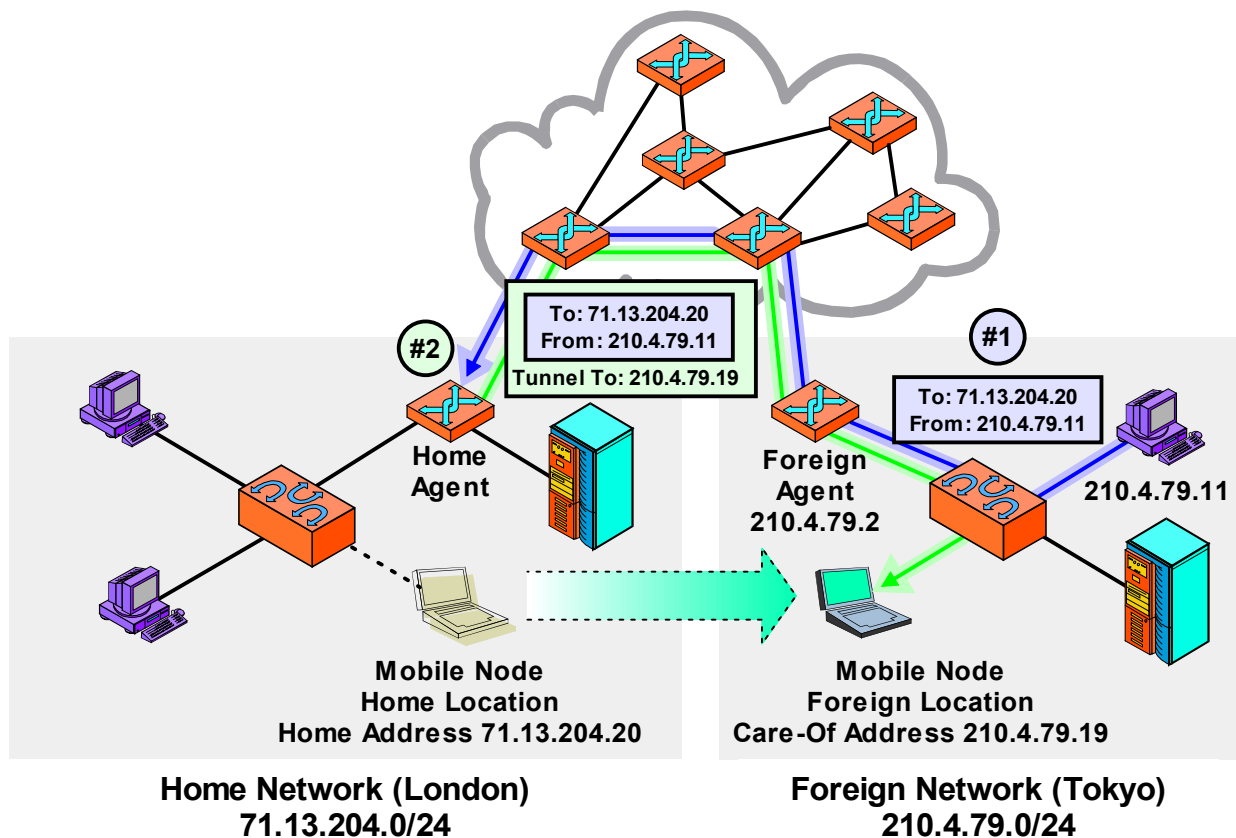 To: 71.13.204.20
From: 210.4.79.11
Tunnel To: 210.4.79.19
#2
#1
To: 71.13.204.20
From: 210.4.79.11
Home
Agent
Foreign
Agent
210.4.79.2
210.4.79.11
Mobile Node
Home Location
Home Address 71.13.204.20
Mobile Node
Foreign Location
Care-Of Address 210.4.79.19
Home Network (London)
71.13.204.0/24
Foreign Network (Tokyo)
210.4.79.0/24